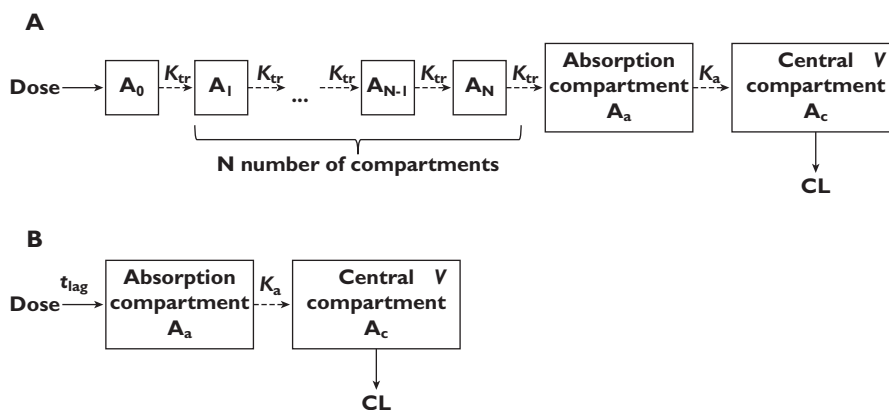 A
Dose
A0
Ktr
A1
Ktr
...
Ktr
AN-1
Ktr
AN
Ktr
Absorption
compartment
Aa
Ka
Central V
compartment
Ac
N number of compartments
CL
B
Dose
tlag
Absorption
compartment
Aa
Ka
Central V
compartment
Ac
CL